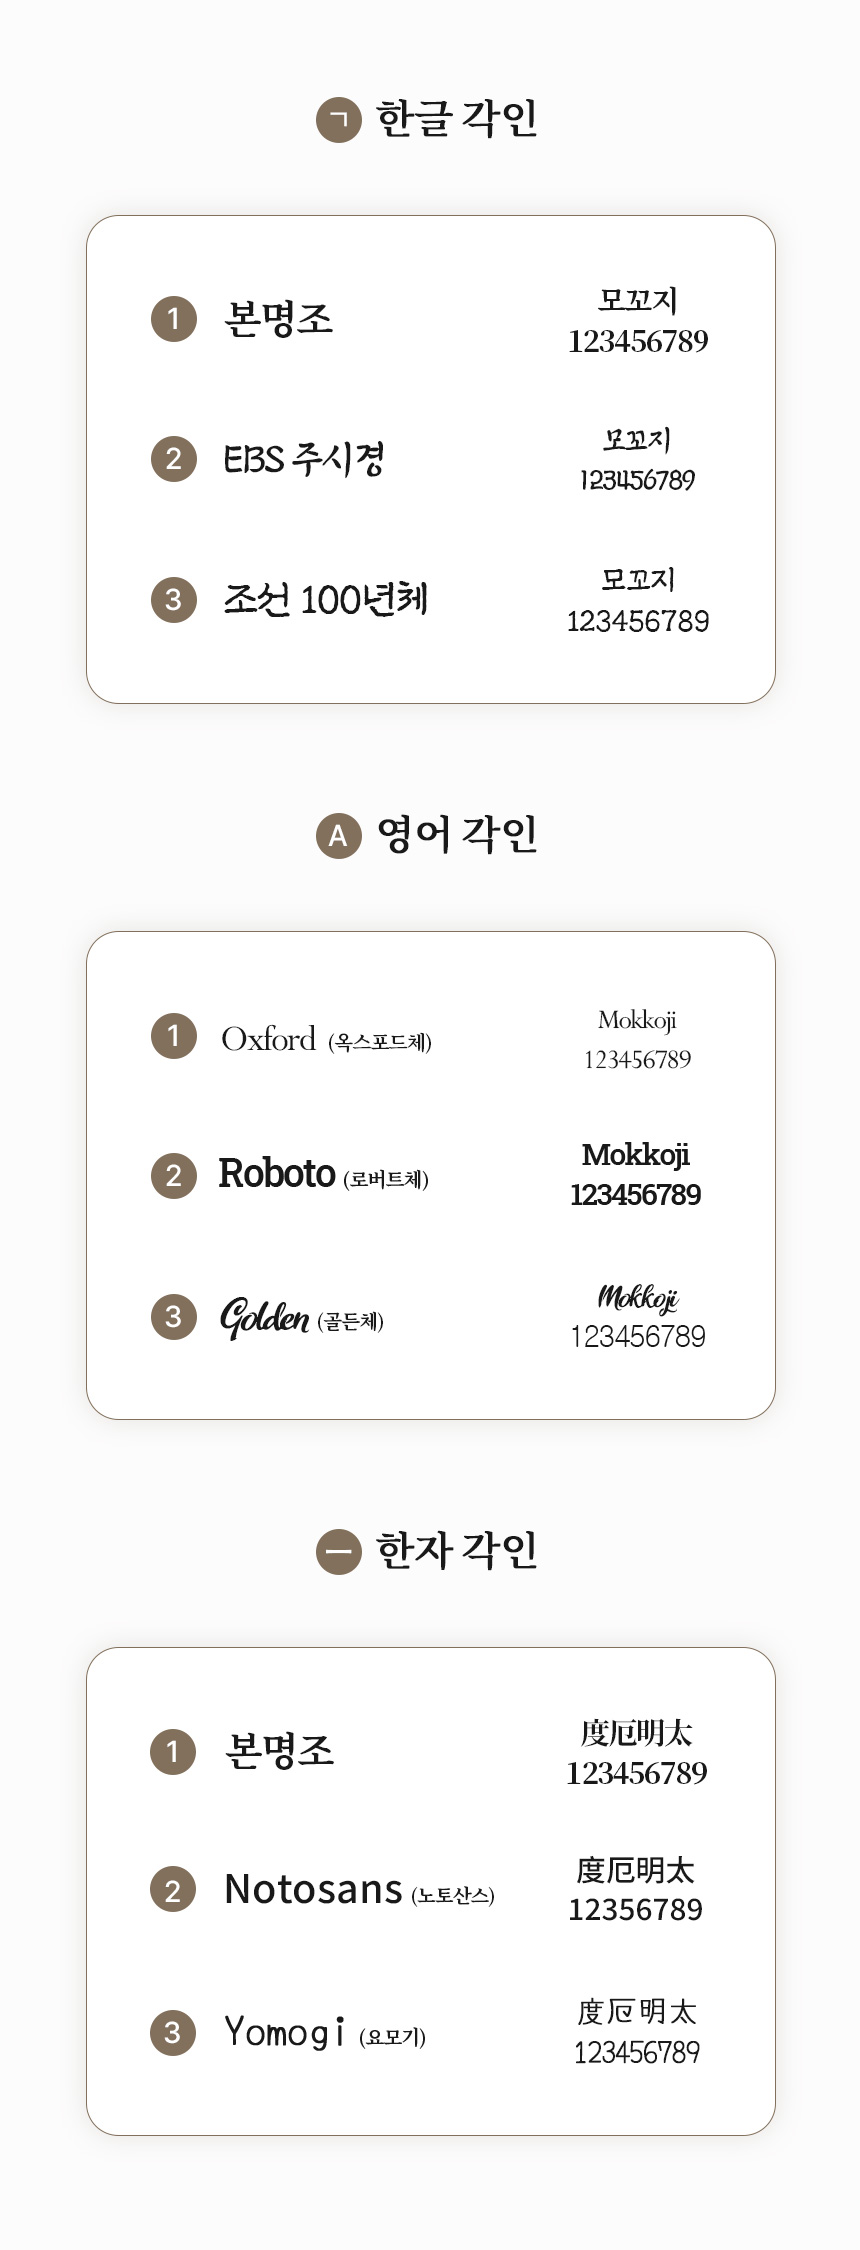 ㄱ 한글 각인
1 본명조
모꼬지
123456789
2 EBS 주시경
모꼬지
123456789
3 조선 100년체
모꼬지
123456789
A 영어 각인
1 Oxford (옥스포드체)
Mokkoji
123456789
2 Roboto (로버트체)
Mokkoji
123456789
3 Golden (골든체)
Mokkoji
123456789
一 한자 각인
1 본명조
度厄明太
123456789
2 Notosans (노토산스)
度厄明太
12356789
3 Yomogi (요모기)
度厄明太
123456789